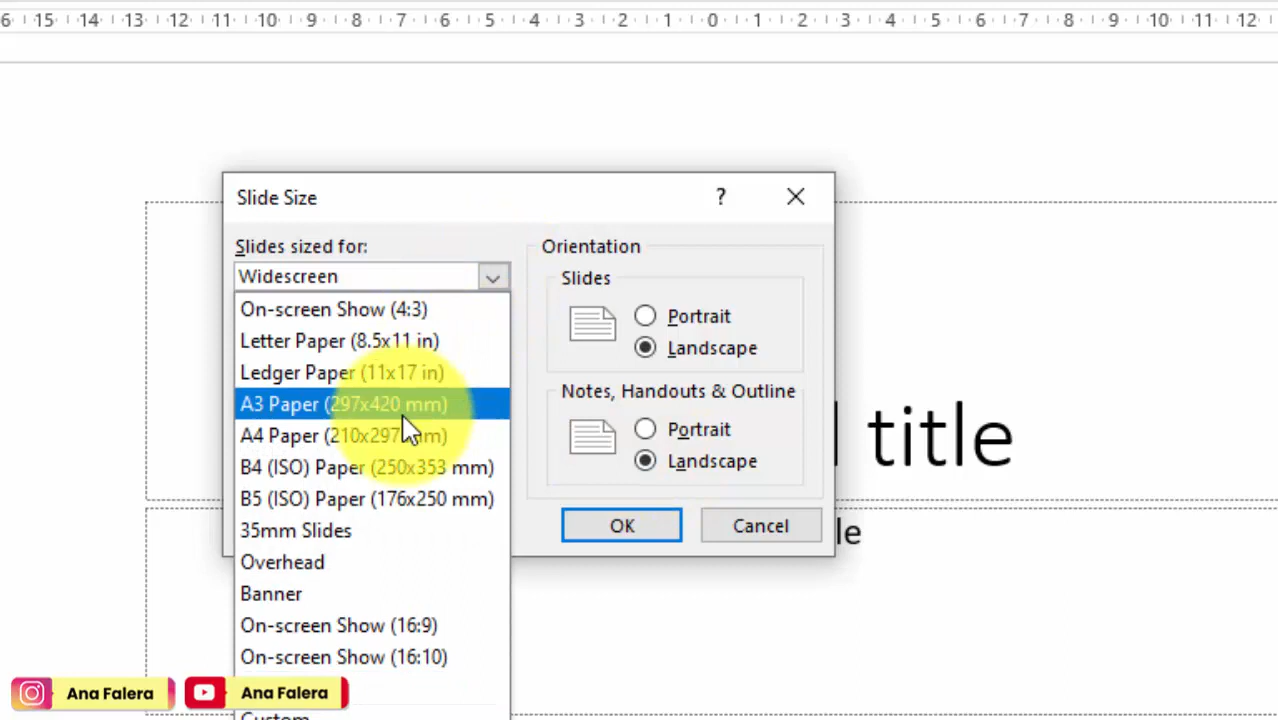 16 · 15 · 14 · 13 · 12 · 11 · 10 · 9 · 8 · 7 · 6 · 5 · 4 · 3 · 2 · 1 · 0 · 1 · 2 · 3 · 4 · 5 · 6 · 7 · 8 · 9 · 10 · 11 · 12
Slide Size ?
Slides sized for:
Widescreen
On-screen Show (4:3)
Letter Paper (8.5x11 in)
Ledger Paper (11x17 in)
A3 Paper (297x420 mm)
A4 Paper (210x297 mm)
B4 (ISO) Paper (250x353 mm)
B5 (ISO) Paper (176x250 mm)
35mm Slides
Overhead
Banner
On-screen Show (16:9)
On-screen Show (16:10)
Custom
Orientation
Slides
Portrait
Landscape
Notes, Handouts & Outline
Portrait
Landscape
OK Cancel
title
Ana Falera Ana Falera